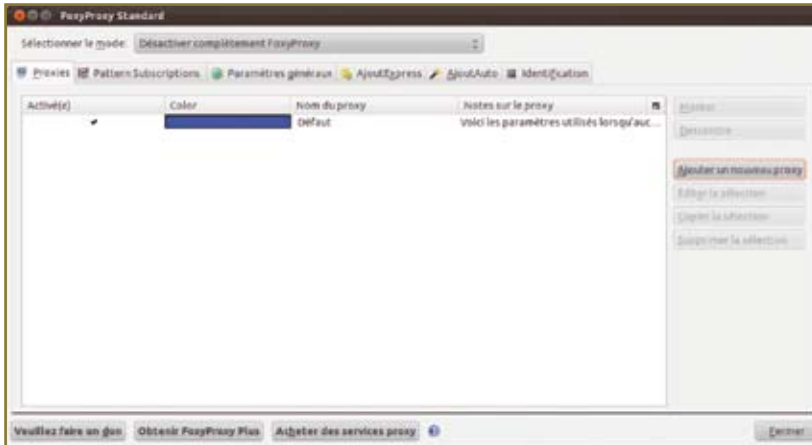 FoxyProxy Standard
Sélectionner le mode: Désactiver complètement FoxyProxy
Proxies Pattern Subscriptions Paramètres généraux AjoutExpress AjoutAuto Identification
Activé(e) Color Nom du proxy Notes sur le proxy
Défaut Voici les paramètres utilisés lorsqu'auc...
Monter
Descendre
Ajouter un nouveau proxy
Éditer la sélection
Copier la sélection
Supprimer la sélection
Veuillez faire un don Obtenir FoxyProxy Plus Acheter des services proxy Fermer